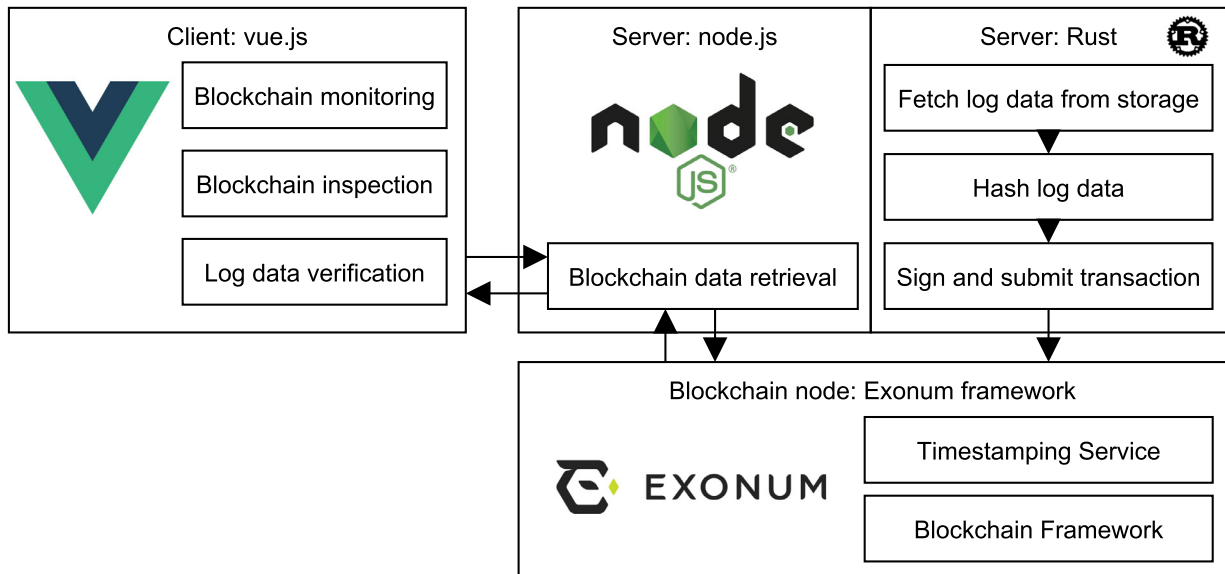 Client: vue.js
Blockchain monitoring
Blockchain inspection
Log data verification
Server: node.js
node
JS
®
Blockchain data retrieval
Server: Rust
R
Fetch log data from storage
Hash log data
Sign and submit transaction
Blockchain node: Exonum framework
EXONUM
Timestamping Service
Blockchain Framework